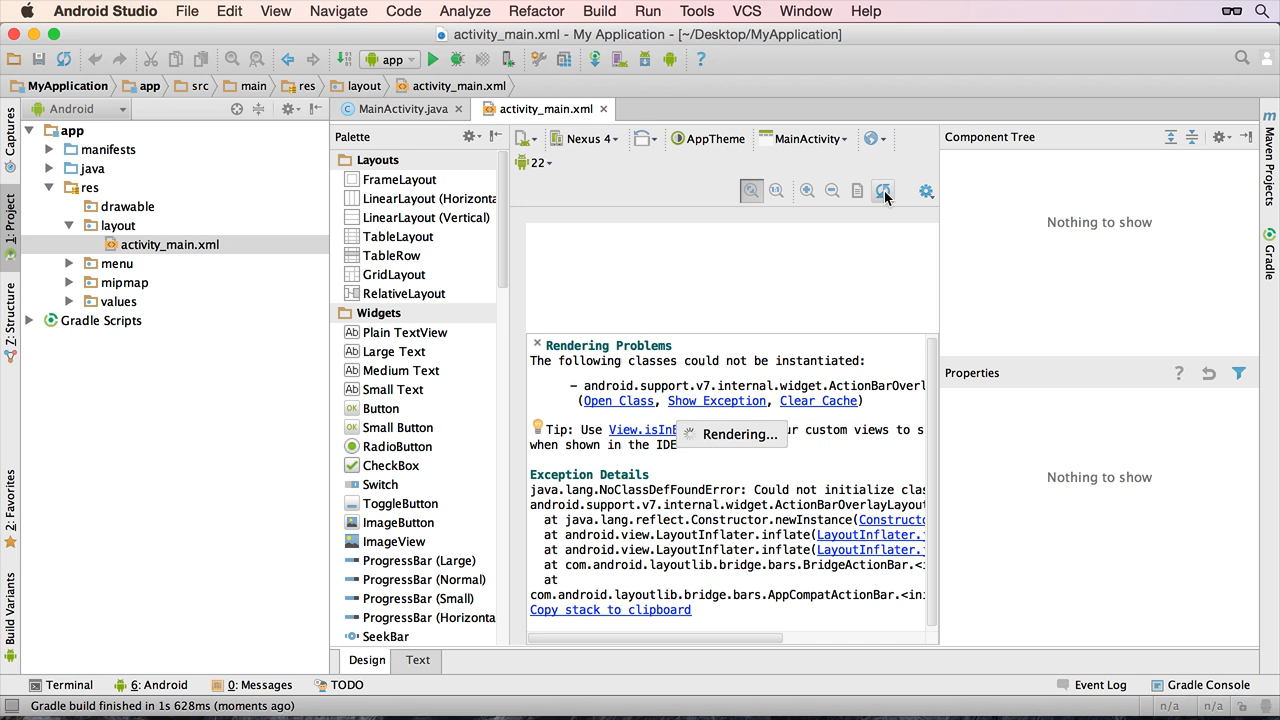 Android Studio File Edit View Navigate Code Analyze Refactor Build Run Tools VCS Window Help
activity_main.xml - My Application - [~/Desktop/MyApplication]
app
MyApplication app src main res layout activity_main.xml
Captures
1: Project
Z: Structure
2: Favorites
Build Variants
Android
app
manifests
java
res
drawable
layout
activity_main.xml
menu
mipmap
values
Gradle Scripts
MainActivity.java activity_main.xml
Palette
Layouts
FrameLayout
LinearLayout (Horizonta
LinearLayout (Vertical)
TableLayout
TableRow
GridLayout
RelativeLayout
Widgets
Plain TextView
Large Text
Medium Text
Small Text
Button
Small Button
RadioButton
CheckBox
Switch
ToggleButton
ImageButton
ImageView
ProgressBar (Large)
ProgressBar (Normal)
ProgressBar (Small)
ProgressBar (Horizonta
SeekBar
Nexus 4 AppTheme MainActivity
22
Rendering Problems
The following classes could not be instantiated:
– android.support.v7.internal.widget.ActionBarOverl
(Open Class, Show Exception, Clear Cache)
Tip: Use View.isInE ur custom views to s
when shown in the IDE
Rendering...
Exception Details
java.lang.NoClassDefFoundError: Could not initialize clas
android.support.v7.internal.widget.ActionBarOverlayLayou
at java.lang.reflect.Constructor.newInstance(Constructo
at android.view.LayoutInflater.inflate(LayoutInflater.j
at android.view.LayoutInflater.inflate(LayoutInflater.j
at com.android.layoutlib.bridge.bars.BridgeActionBar.<i
at
com.android.layoutlib.bridge.bars.AppCompatActionBar.<ini
Copy stack to clipboard
Design Text
Component Tree
Nothing to show
Properties
Nothing to show
Maven Projects
Gradle
Terminal 6: Android 0: Messages TODO Event Log Gradle Console
Gradle build finished in 1s 628ms (moments ago) n/a n/a